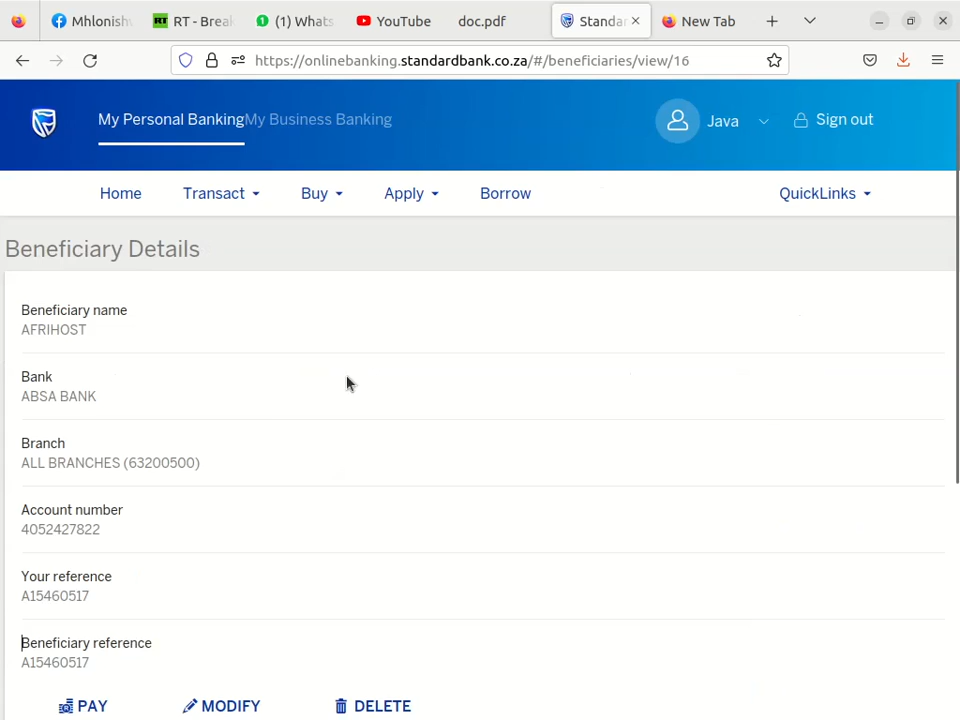 Mhlonish
RT - Breaki
(1) Whats
YouTube
doc.pdf
Standar
New Tab
https://onlinebanking.standardbank.co.za/#/beneficiaries/view/16
My Personal Banking
My Business Banking
Java
Sign out
Home
Transact
Buy
Apply
Borrow
QuickLinks
Beneficiary Details
Beneficiary name
AFRIHOST
Bank
ABSA BANK
Branch
ALL BRANCHES (63200500)
Account number
4052427822
Your reference
A15460517
Beneficiary reference
A15460517
PAY
MODIFY
DELETE